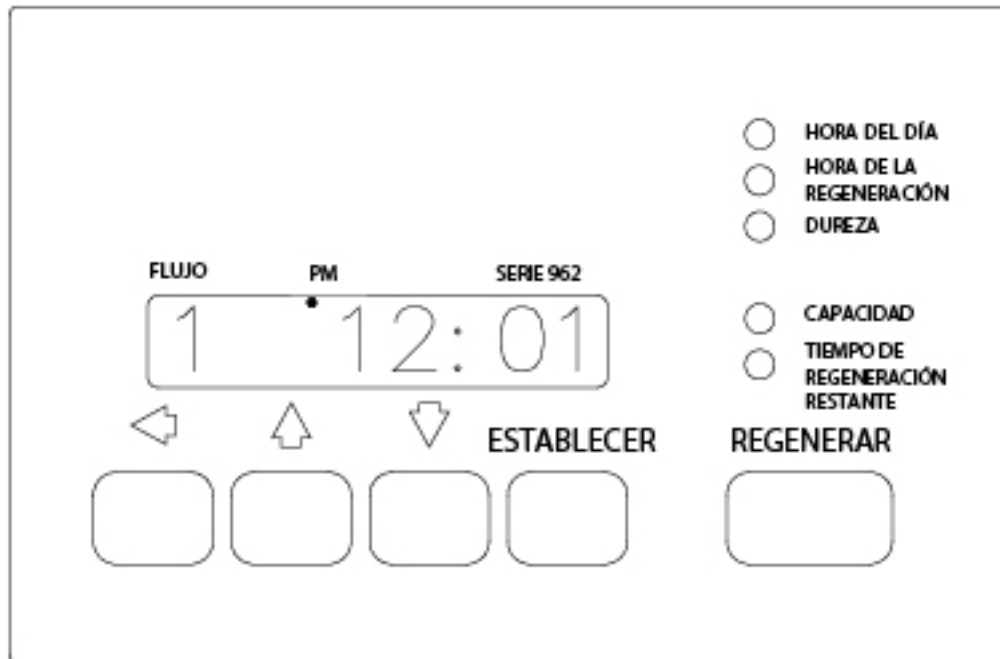 HORA DEL DÍA
HORA DE LA
REGENERACIÓN
DUREZA
FLUJO PM SERIE 962
1 12:01
CAPACIDAD
TIEMPO DE
REGENERACIÓN
RESTANTE
ESTABLECER REGENERAR